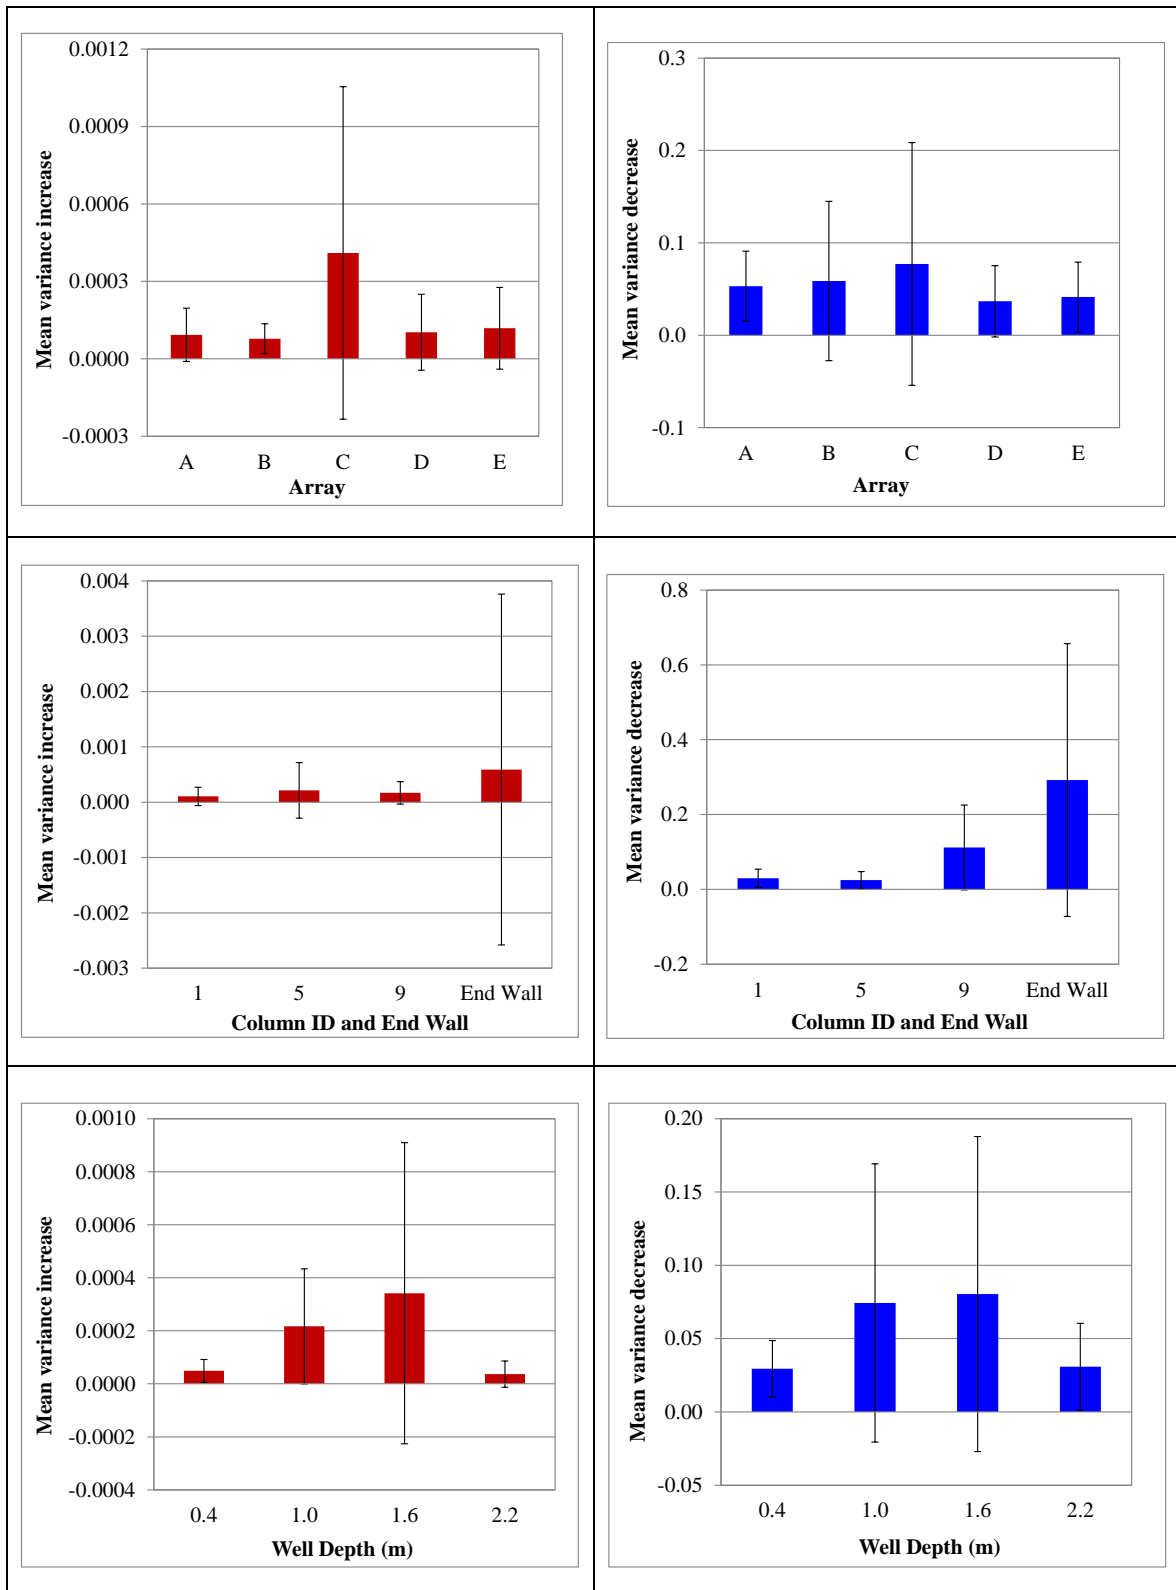 0.0012
0.0009
0.0006
0.0003
0.0000
-0.0003
Mean variance increase
A B C D E
Array
0.3
0.2
0.1
0.0
-0.1
Mean variance decrease
A B C D E
Array
0.004
0.003
0.002
0.001
0.000
-0.001
-0.002
-0.003
Mean variance increase
1 5 9 End Wall
Column ID and End Wall
0.8
0.6
0.4
0.2
0.0
-0.2
Mean variance decrease
1 5 9 End Wall
Column ID and End Wall
0.0010
0.0008
0.0006
0.0004
0.0002
0.0000
-0.0002
-0.0004
Mean variance increase
0.4 1.0 1.6 2.2
Well Depth (m)
0.20
0.15
0.10
0.05
0.00
-0.05
Mean variance decrease
0.4 1.0 1.6 2.2
Well Depth (m)